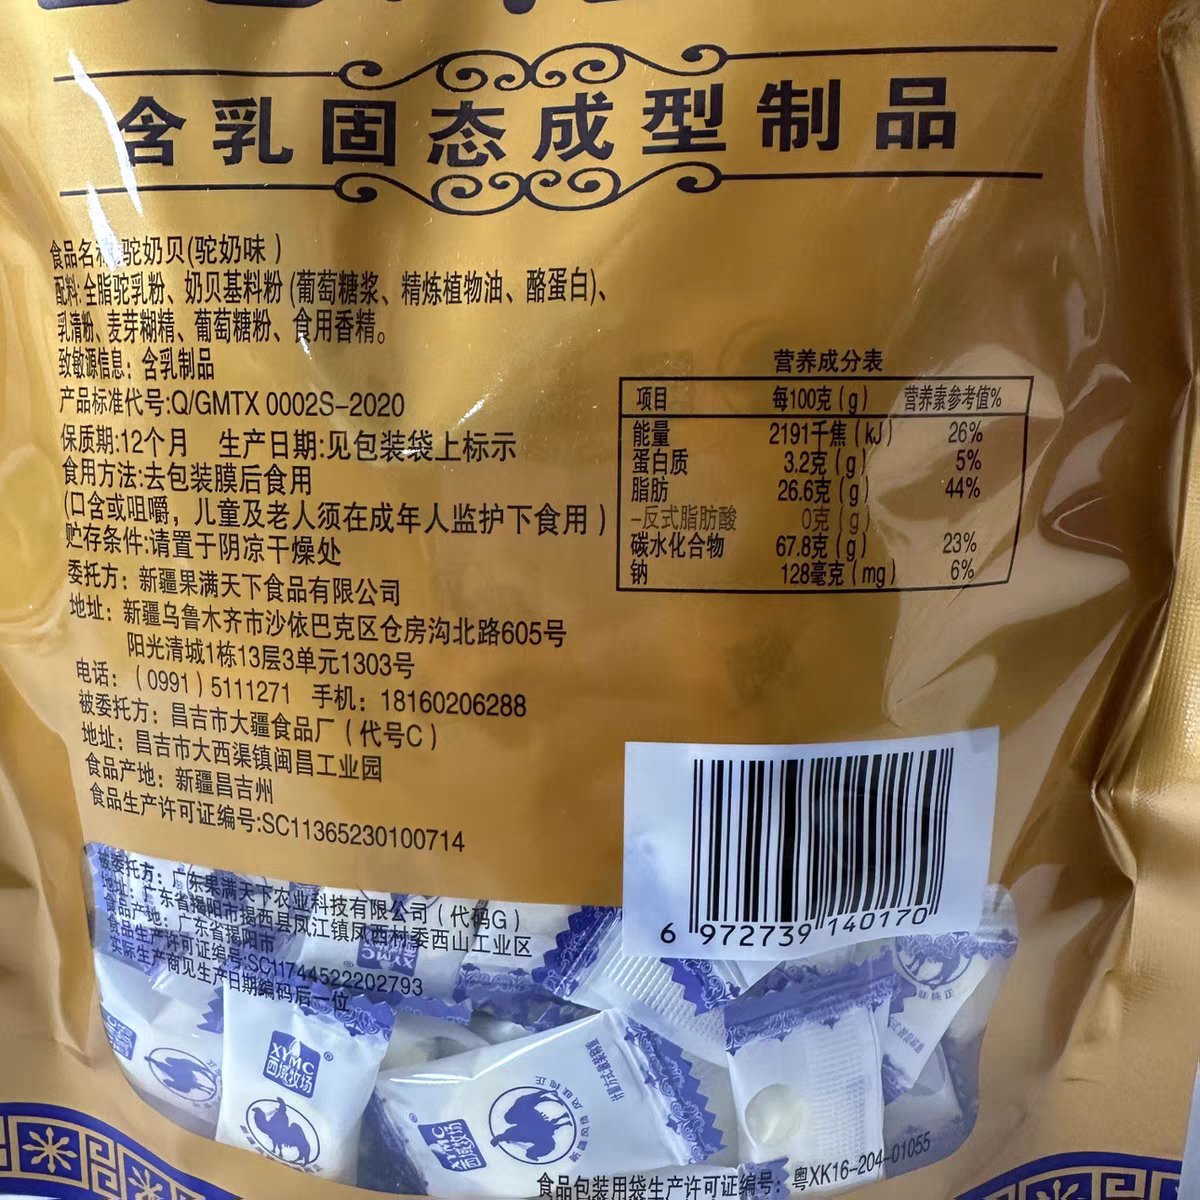 含乳固态成型制品
食品名称:驼奶贝(驼奶味)
配料:全脂驼乳粉、奶贝基料粉(葡萄糖浆、精炼植物油、酪蛋白)、
乳清粉、麦芽糊精、葡萄糖粉、食用香精。
致敏源信息：含乳制品
产品标准代号:Q/GMTX 0002S-2020
保质期:12个月 生产日期:见包装袋上标示
食用方法:去包装膜后食用
(口含或咀嚼，儿童及老人须在成年人监护下食用)
贮存条件:请置于阴凉干燥处
委托方：新疆果满天下食品有限公司
地址：新疆乌鲁木齐市沙依巴克区仓房沟北路605号
阳光清城1栋13层3单元1303号
电话：(0991)5111271 手机：18160206288
被委托方：昌吉市大疆食品厂(代号C)
地址：昌吉市大西渠镇闽昌工业园
食品产地：新疆昌吉州
食品生产许可证编号:SC11365230100714
被委托方：广东果满天下农业科技有限公司(代码G)
地址：广东省揭阳市揭西县凤江镇凤西村委西山工业区
食品产地：广东省揭阳市
食品生产许可证编号:SC11744522202793
实际生产商见生产日期编码后一位
营养成分表
项目 每100克(g) 营养素参考值%
能量 2191千焦(kJ) 26%
蛋白质 3.2克(g) 5%
脂肪 26.6克(g) 44%
-反式脂肪酸 0克(g)
碳水化合物 67.8克(g) 23%
钠 128毫克(mg) 6%
6 972739 140170
XYMC
西域牧场
XYMC
西域牧场
XYMC
食品包装用袋生产许可证编号：粤XK16-204-01055